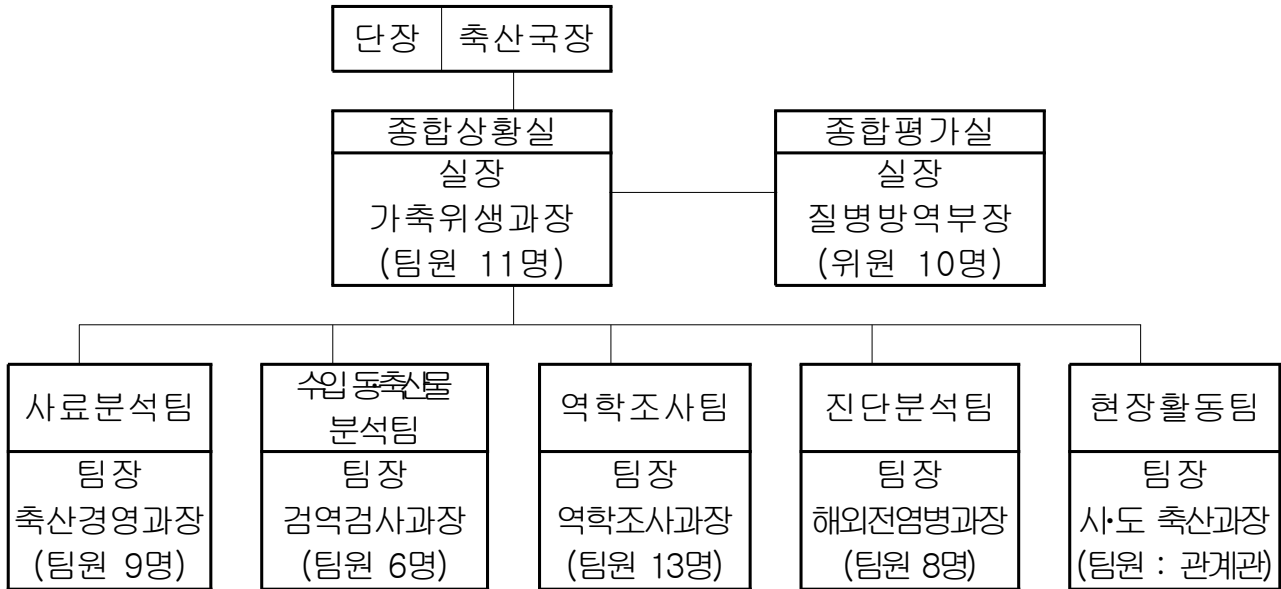 단장 축산국장
종합상황실
실장
가축위생과장
(팀원 11명)
종합평가실
실장
질병방역부장
(위원 10명)
사료분석팀
팀장
축산경영과장
(팀원 9명)
수입 동·축산물
분석팀
팀장
검역검사과장
(팀원 6명)
역학조사팀
팀장
역학조사과장
(팀원 13명)
진단분석팀
팀장
해외전염병과장
(팀원 8명)
현장활동팀
팀장
시·도 축산과장
(팀원 : 관계관)